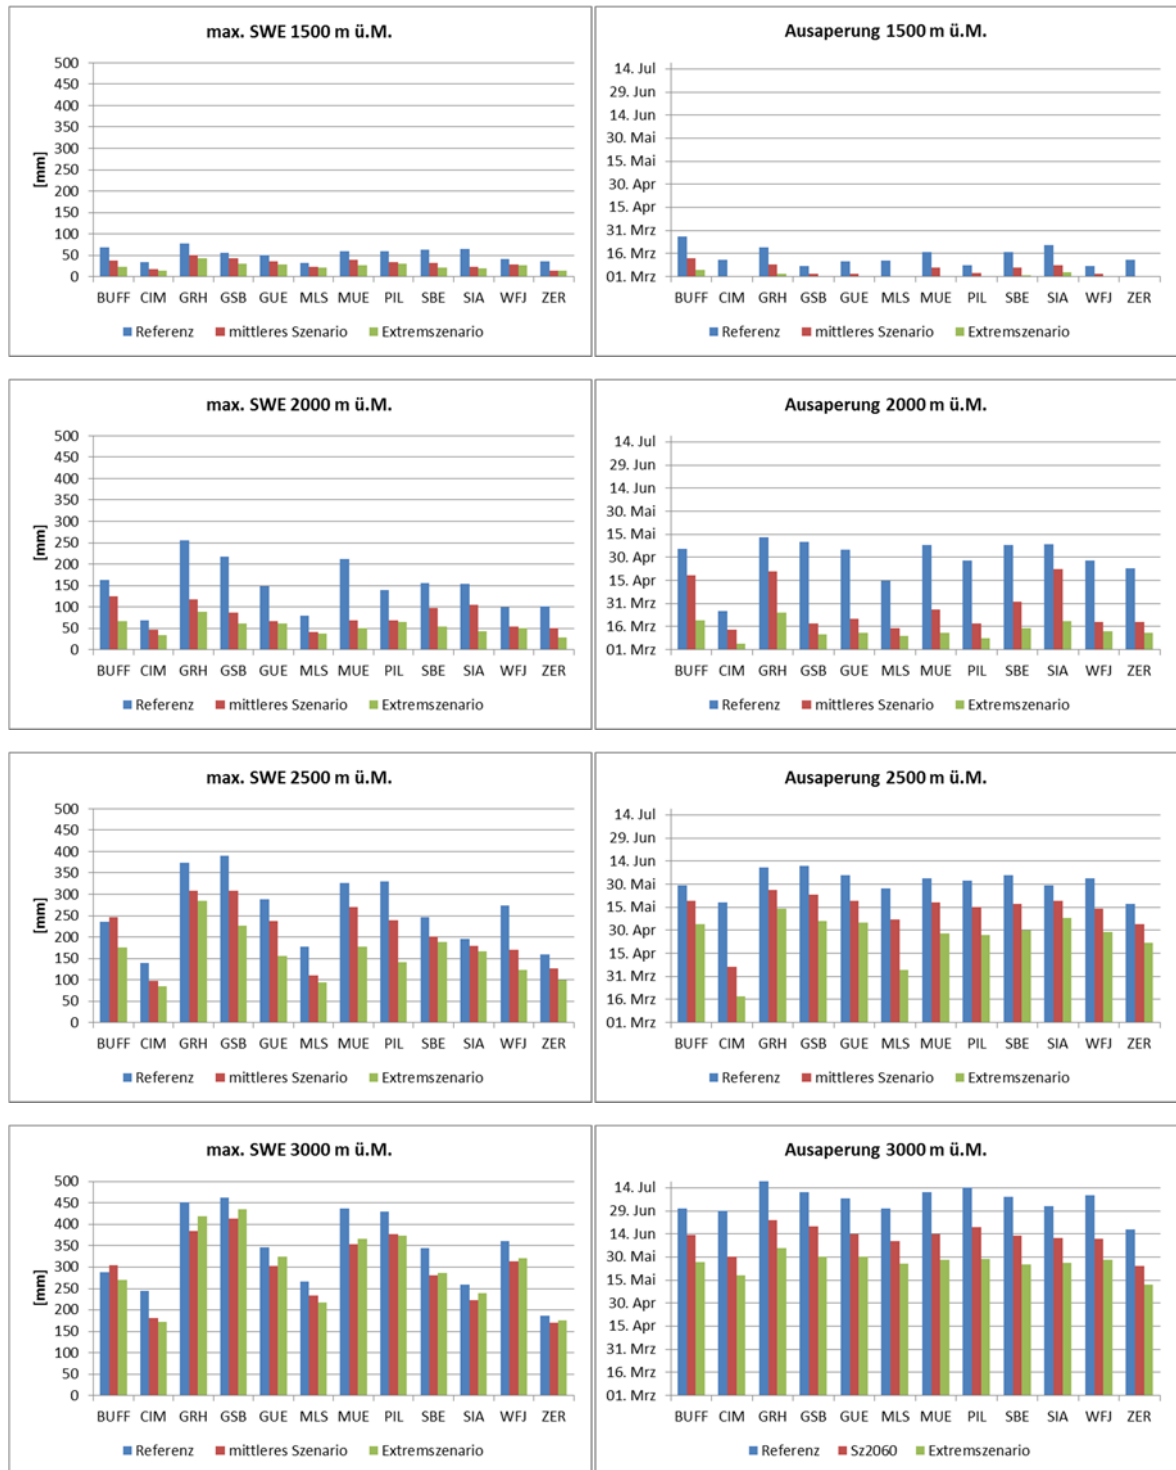 max. SWE 1500 m ü.M.
[mm]
500
450
400
350
300
250
200
150
100
50
0
BUFF CIM GRH GSB GUE MLS MUE PIL SBE SIA WFJ ZER
Referenz mittleres Szenario Extremszenario
Ausaperung 1500 m ü.M.
14. Jul
29. Jun
14. Jun
30. Mai
15. Mai
30. Apr
15. Apr
31. Mrz
16. Mrz
01. Mrz
BUFF CIM GRH GSB GUE MLS MUE PIL SBE SIA WFJ ZER
Referenz mittleres Szenario Extremszenario
max. SWE 2000 m ü.M.
[mm]
500
450
400
350
300
250
200
150
100
50
0
BUFF CIM GRH GSB GUE MLS MUE PIL SBE SIA WFJ ZER
Referenz mittleres Szenario Extremszenario
Ausaperung 2000 m ü.M.
14. Jul
29. Jun
14. Jun
30. Mai
15. Mai
30. Apr
15. Apr
31. Mrz
16. Mrz
01. Mrz
BUFF CIM GRH GSB GUE MLS MUE PIL SBE SIA WFJ ZER
Referenz mittleres Szenario Extremszenario
max. SWE 2500 m ü.M.
[mm]
500
450
400
350
300
250
200
150
100
50
0
BUFF CIM GRH GSB GUE MLS MUE PIL SBE SIA WFJ ZER
Referenz mittleres Szenario Extremszenario
Ausaperung 2500 m ü.M.
14. Jul
29. Jun
14. Jun
30. Mai
15. Mai
30. Apr
15. Apr
31. Mrz
16. Mrz
01. Mrz
BUFF CIM GRH GSB GUE MLS MUE PIL SBE SIA WFJ ZER
Referenz mittleres Szenario Extremszenario
max. SWE 3000 m ü.M.
[mm]
500
450
400
350
300
250
200
150
100
50
0
BUFF CIM GRH GSB GUE MLS MUE PIL SBE SIA WFJ ZER
Referenz mittleres Szenario Extremszenario
Ausaperung 3000 m ü.M.
14. Jul
29. Jun
14. Jun
30. Mai
15. Mai
30. Apr
15. Apr
31. Mrz
16. Mrz
01. Mrz
BUFF CIM GRH GSB GUE MLS MUE PIL SBE SIA WFJ ZER
Referenz Sz2060 Extremszenario